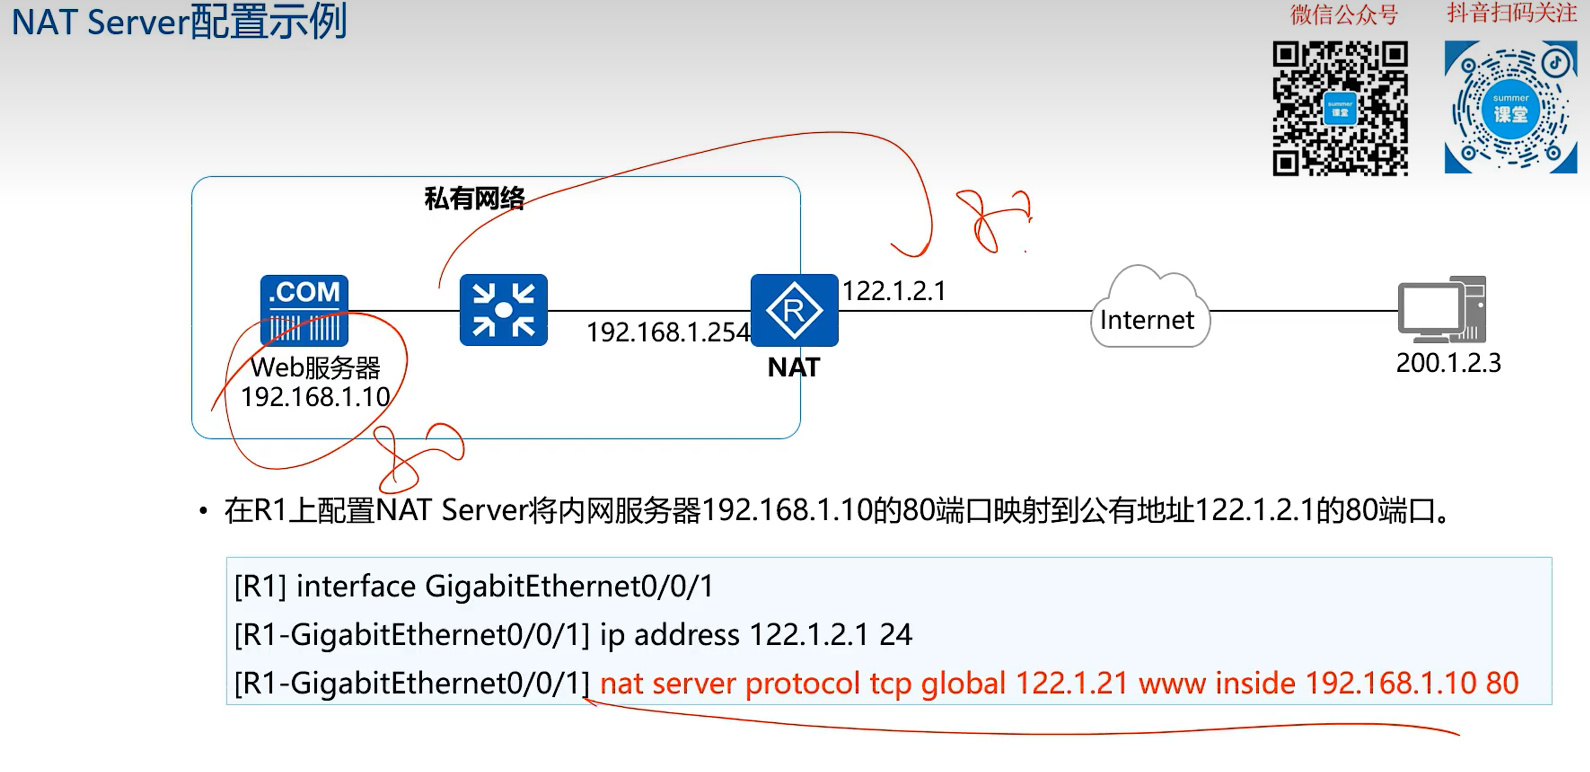 NAT Server配置示例
微信公众号
抖音扫码关注
summer
课堂
summer
课堂
私有网络
8?
.COM
122.1.2.1
192.168.1.254
R
Internet
Web服务器
192.168.1.10
NAT
200.1.2.3
80
• 在R1上配置NAT Server将内网服务器192.168.1.10的80端口映射到公有地址122.1.2.1的80端口。
[R1] interface GigabitEthernet0/0/1
[R1-GigabitEthernet0/0/1] ip address 122.1.2.1 24
[R1-GigabitEthernet0/0/1] nat server protocol tcp global 122.1.21 www inside 192.168.1.10 80